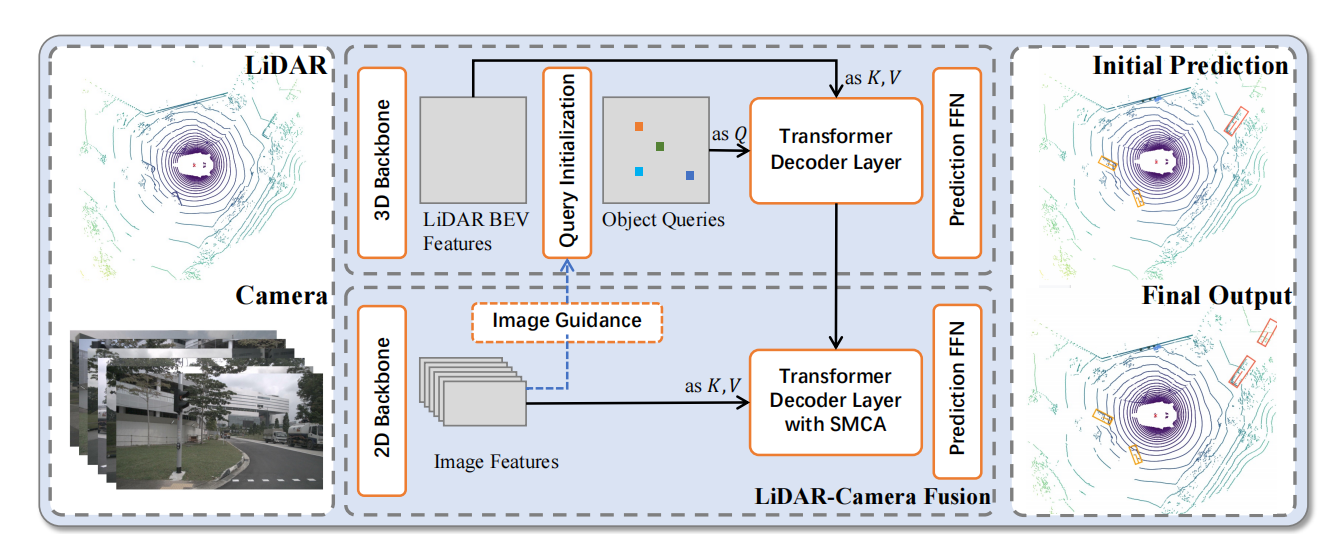 LiDAR
Camera
3D Backbone
LiDAR BEV
Features
Query Initialization
Object Queries
as Q
as K, V
Transformer
Decoder Layer
Prediction FFN
2D Backbone
Image Guidance
Image Features
as K, V
Transformer
Decoder Layer
with SMCA
Prediction FFN
LiDAR-Camera Fusion
Initial Prediction
Final Output